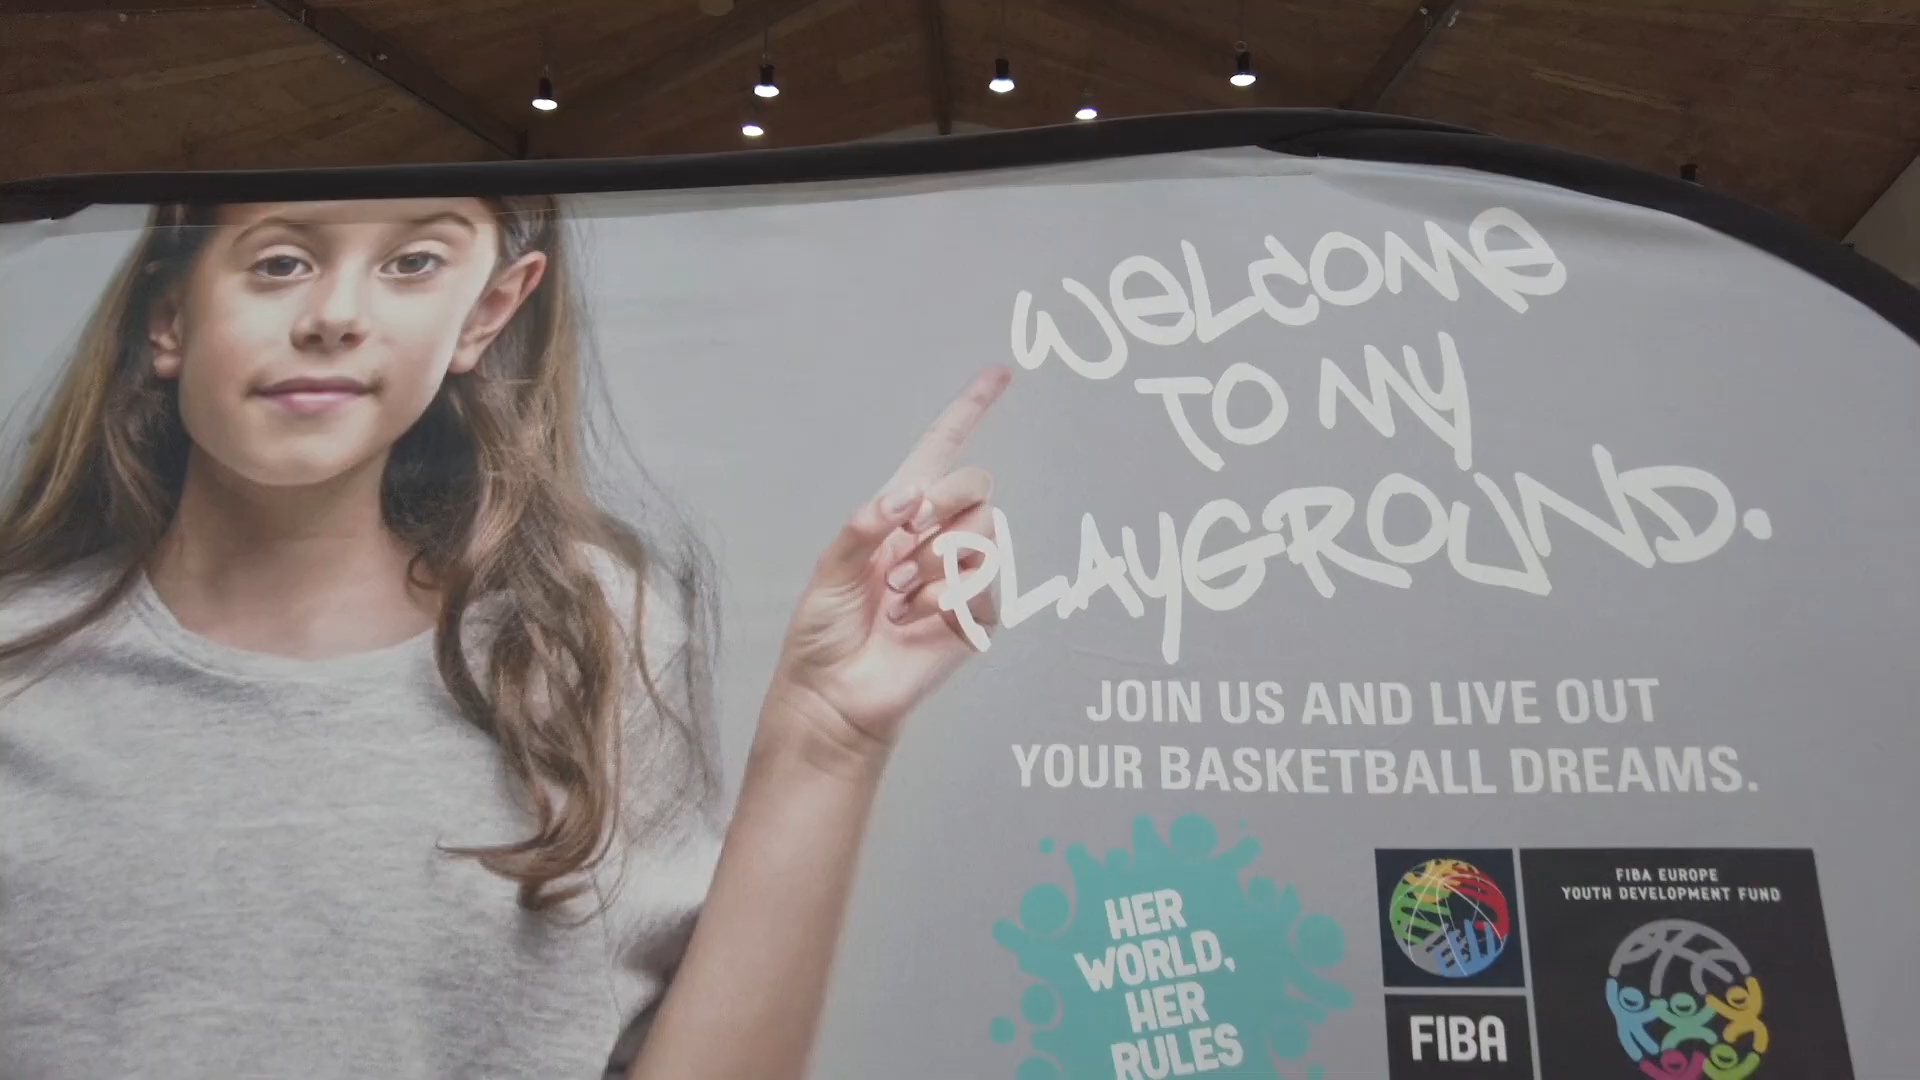 WELCOME
TO MY
PLAYGROUND.
JOIN US AND LIVE OUT
YOUR BASKETBALL DREAMS.
HER
WORLD,
HER
RULES
FIBA
FIBA EUROPE
YOUTH DEVELOPMENT FUND